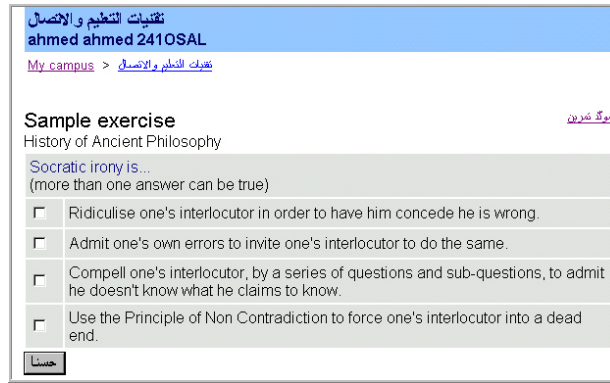 تقنيات التعليم والاتصال
ahmed ahmed 241OSAL
My campus > تقنيات التعليم والاتصال
Sample exercise
تمرين
History of Ancient Philosophy
Socratic irony is...
(more than one answer can be true)
Ridiculise one's interlocutor in order to have him concede he is wrong.
Admit one's own errors to invite one's interlocutor to do the same.
Compell one's interlocutor, by a series of questions and sub-questions, to admit
he doesn't know what he claims to know.
Use the Principle of Non Contradiction to force one's interlocutor into a dead
end.
حسنا